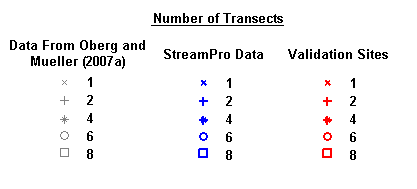 Number of Transects
Data From Oberg and
Mueller (2007a)
StreamPro Data
Validation Sites
1 1 1
2 2 2
4 4 4
6 6 6
8 8 8